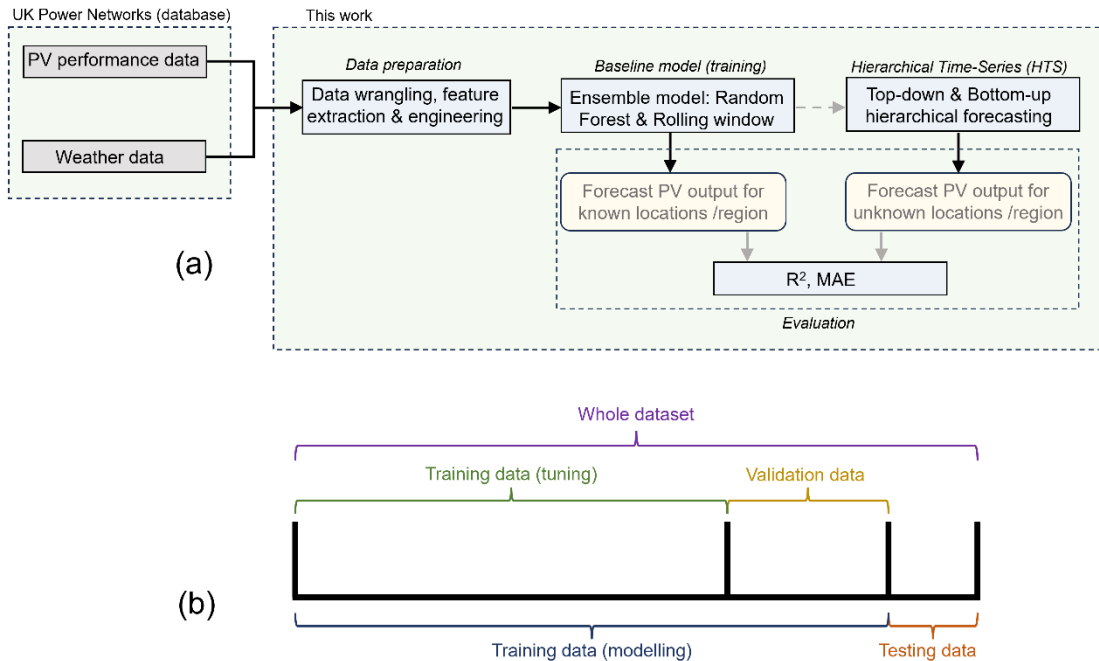 UK Power Networks (database)
This work
PV performance data
Weather data
Data preparation
Data wrangling, feature
extraction & engineering
Baseline model (training)
Ensemble model: Random
Forest & Rolling window
Hierarchical Time-Series (HTS)
Top-down & Bottom-up
hierarchical forecasting
Forecast PV output for
known locations /region
Forecast PV output for
unknown locations /region
R², MAE
Evaluation
(a)
Whole dataset
Training data (tuning)
Validation data
(b)
Training data (modelling)
Testing data